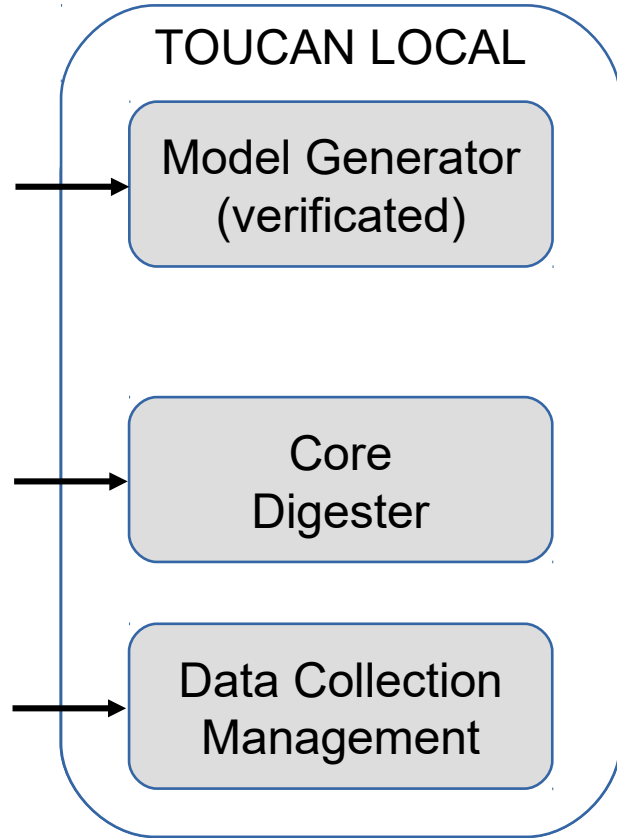 TOUCAN LOCAL
Model Generator
(verificated)
Core
Digester
Data Collection
Management